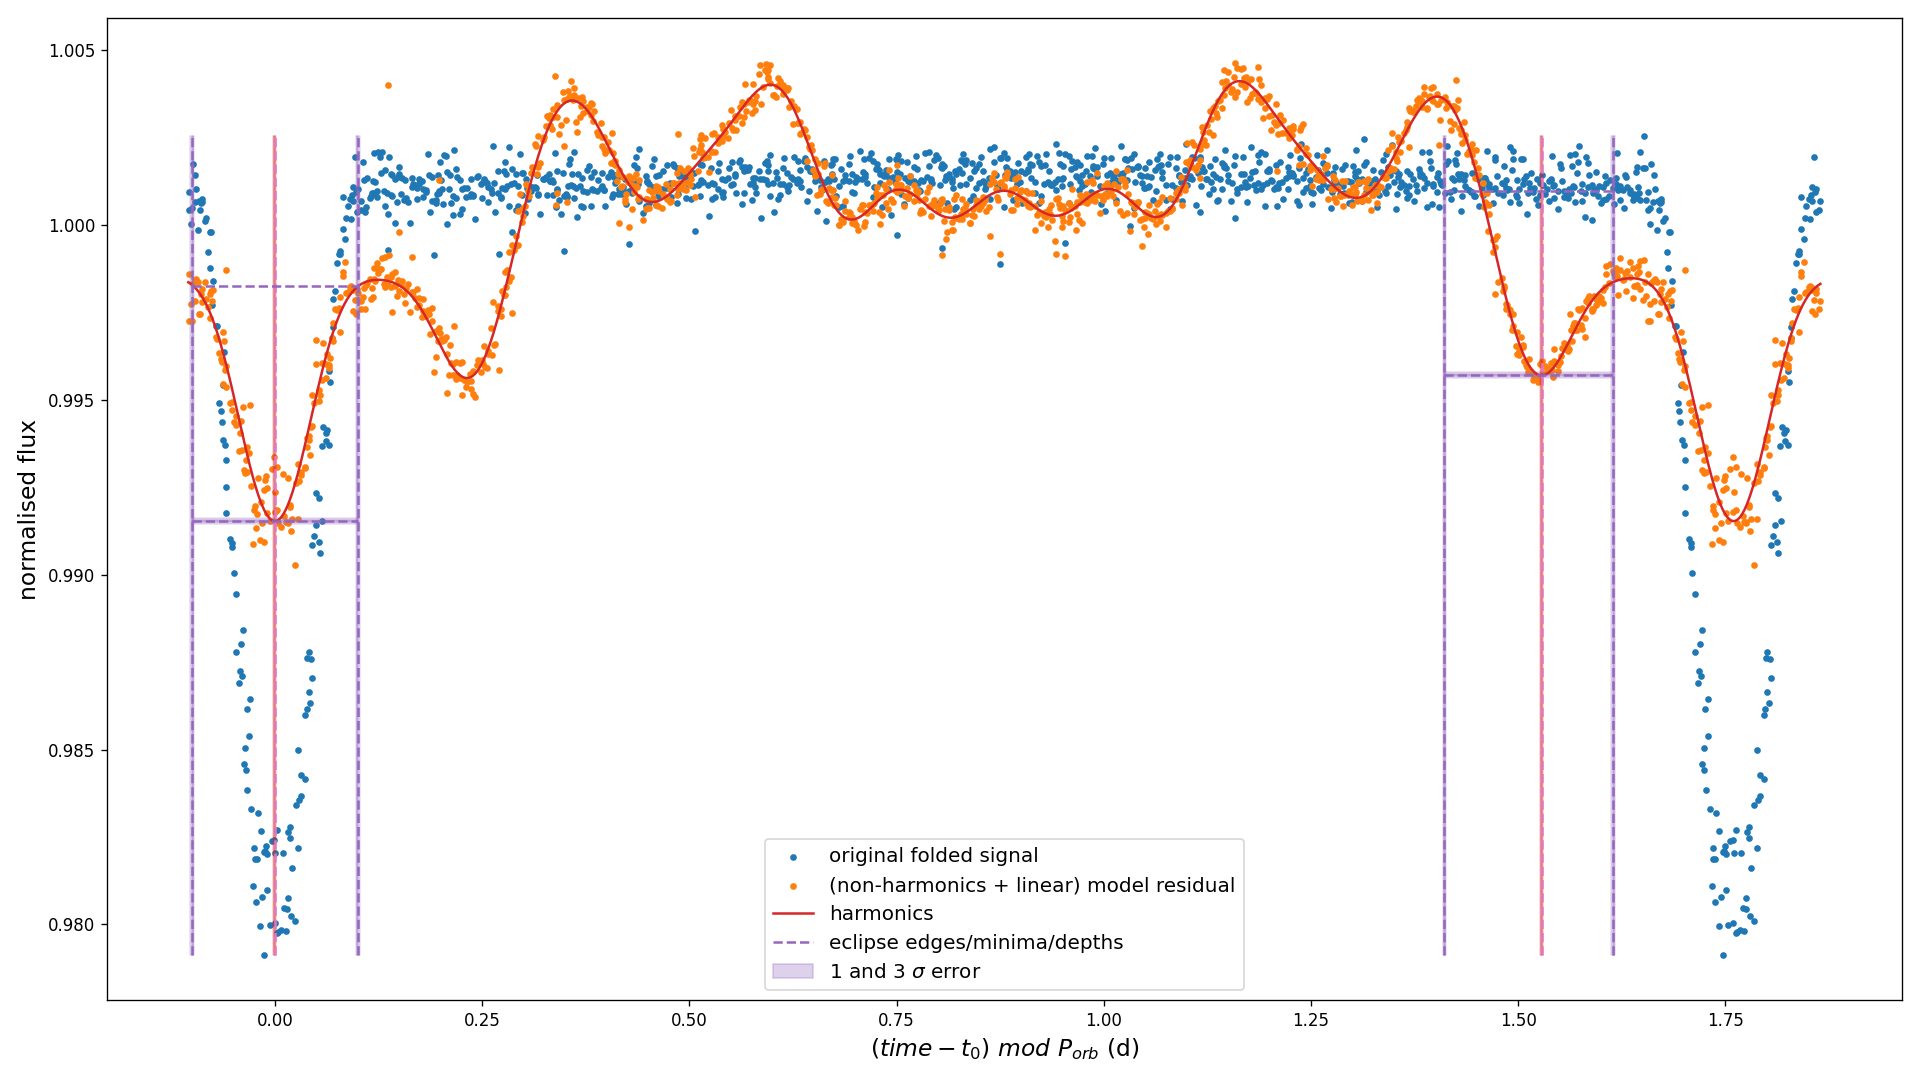 normalised flux
1.005
1.000
0.995
0.990
0.985
0.980
original folded signal
(non-harmonics + linear) model residual
harmonics
eclipse edges/minima/depths
1 and 3 σ error
0.00 0.25 0.50 0.75 1.00 1.25 1.50 1.75
(time − t₀) mod P_orb (d)